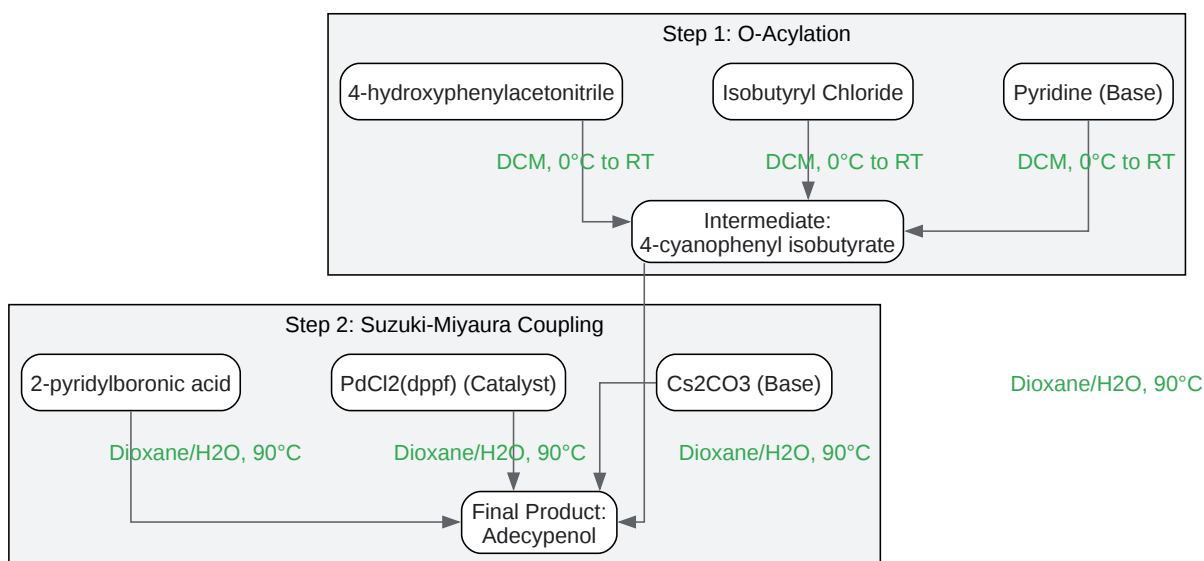 Step 1: O-Acylation
4-hydroxyphenylacetonitrile
Isobutyryl Chloride
Pyridine (Base)
DCM, 0°C to RT
DCM, 0°C to RT
DCM, 0°C to RT
Intermediate:
4-cyanophenyl isobutyrate
Step 2: Suzuki-Miyaura Coupling
2-pyridylboronic acid
PdCl2(dppf) (Catalyst)
Cs2CO3 (Base)
Dioxane/H2O, 90°C
Dioxane/H2O, 90°C
Dioxane/H2O, 90°C
Dioxane/H2O, 90°C
Final Product:
Adecypenol